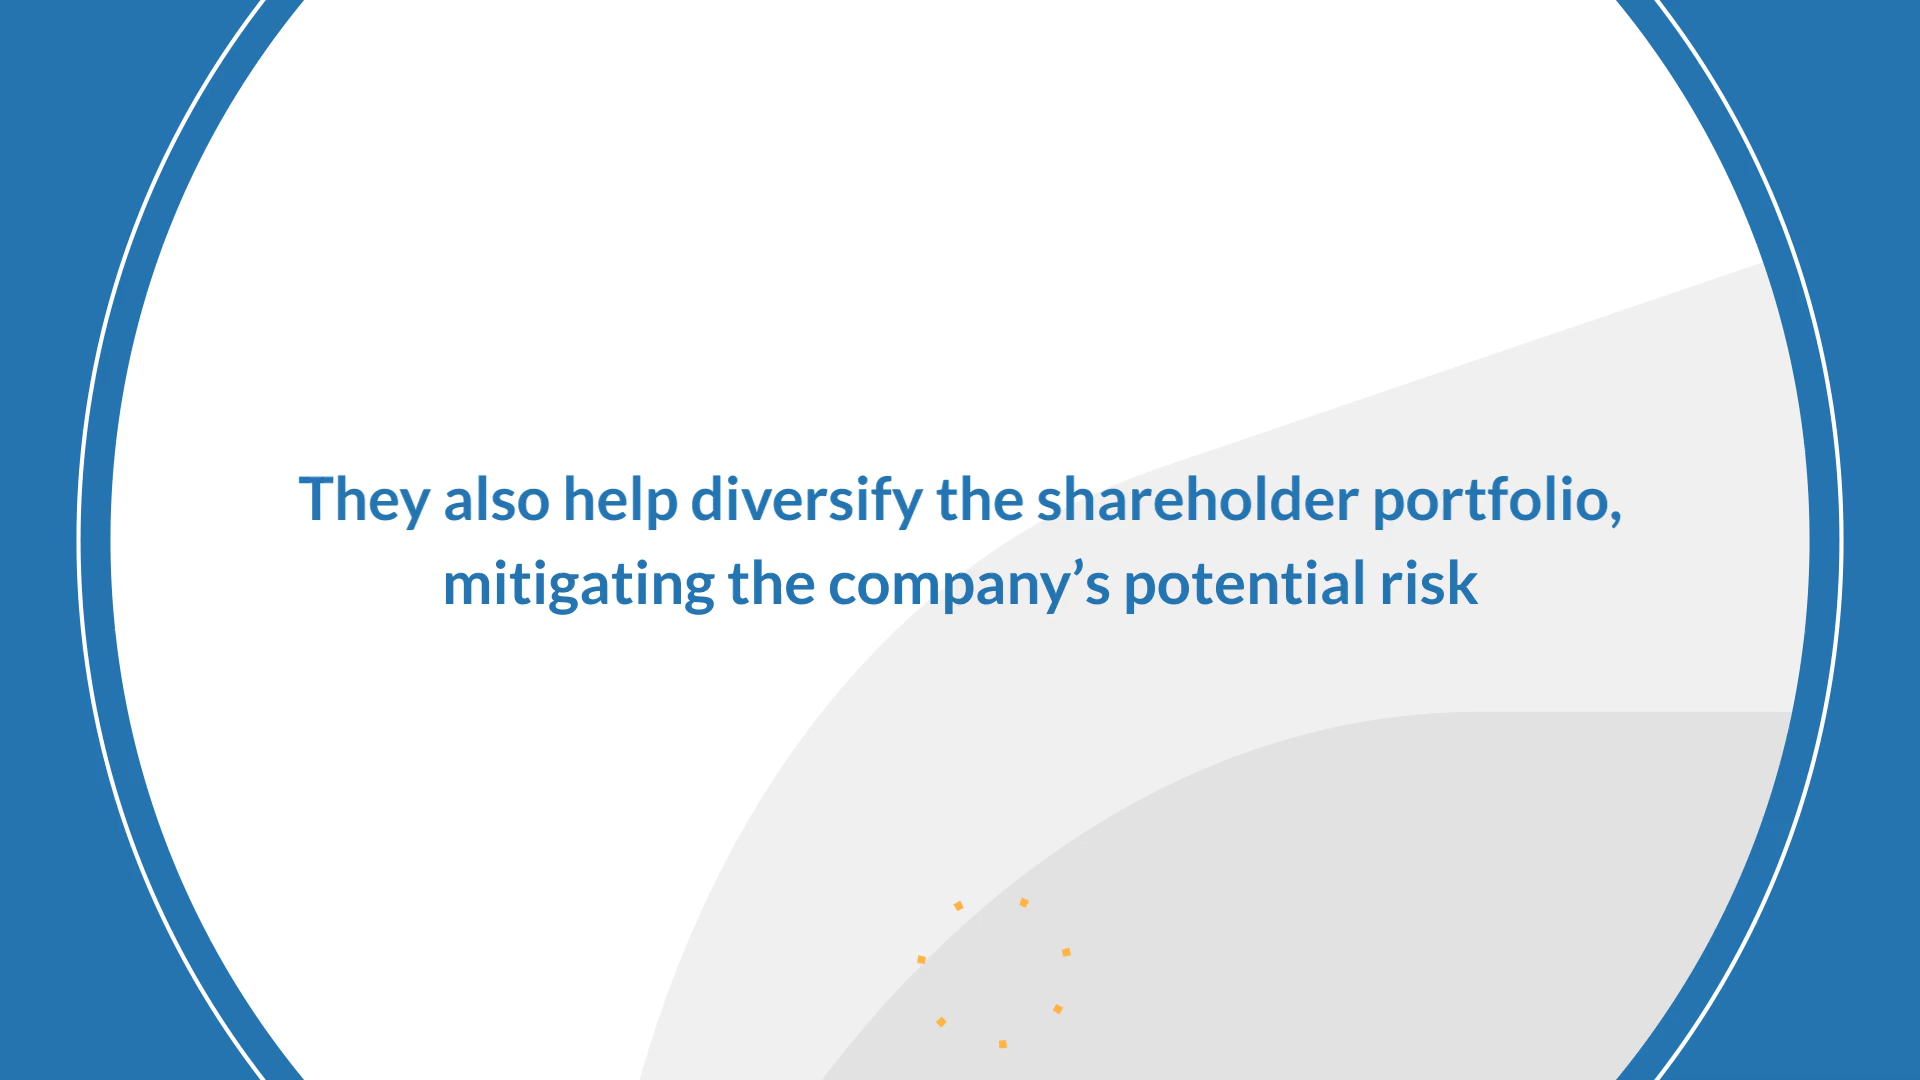 They also help diversify the shareholder portfolio,
mitigating the company’s potential risk